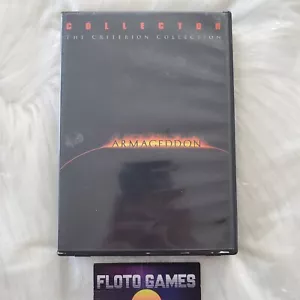 COLLECTOR
THE CRITERION COLLECTION
ARMAGEDDON
FLOTO GAMES